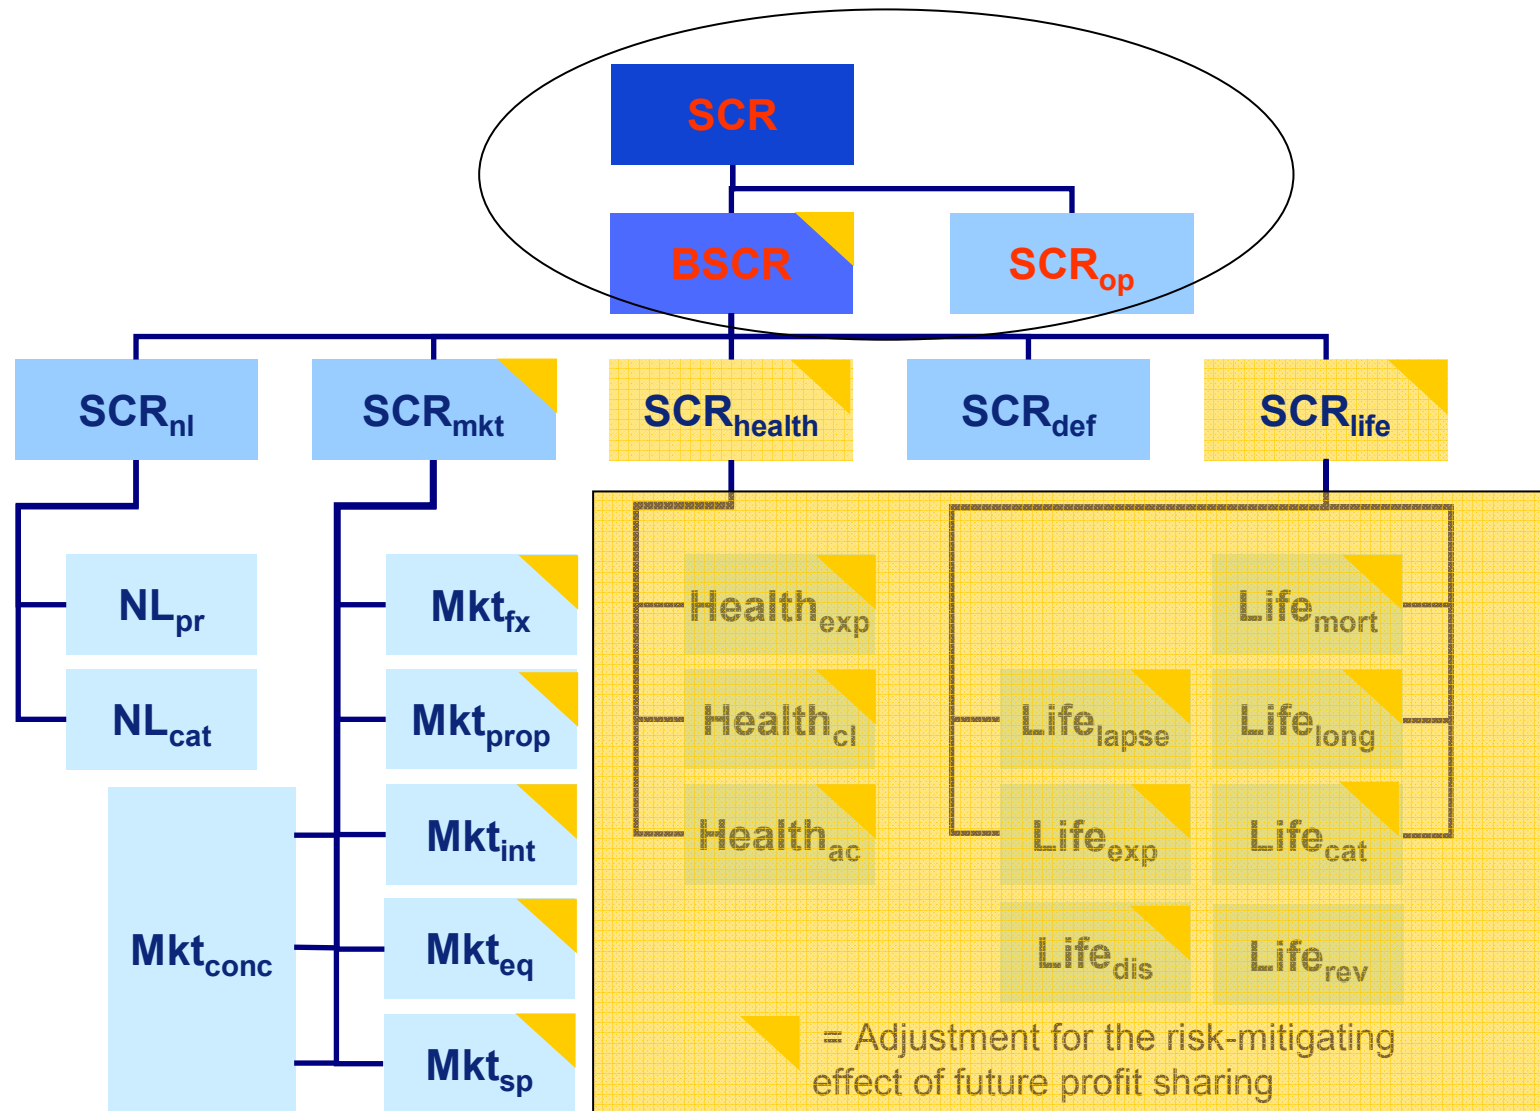 SCR
BSCR
SCRop
SCRnl
SCRmkt
SCRhealth
SCRdef
SCRlife
NLpr
Mktfx
Healthexp
Lifemort
NLcat
Mktprop
Healthcl
Lifelapse
Lifelong
Mktconc
Mktint
Healthac
Lifeexp
Lifecat
Mkteq
Lifedis
Liferev
Mktsp
= Adjustment for the risk-mitigating
effect of future profit sharing